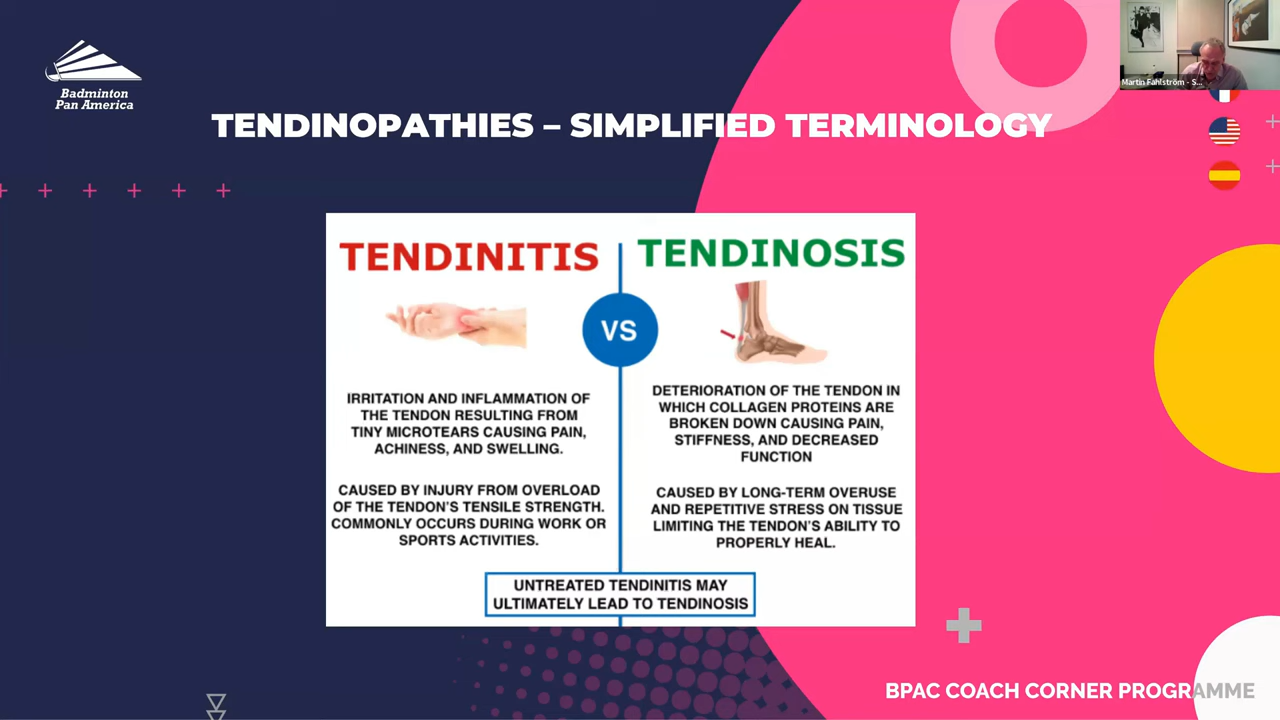 Badminton
Pan America
Martin Fahlström - S...
TENDINOPATHIES – SIMPLIFIED TERMINOLOGY
TENDINITIS
IRRITATION AND INFLAMMATION OF
THE TENDON RESULTING FROM
TINY MICROTEARS CAUSING PAIN,
ACHINESS, AND SWELLING.
CAUSED BY INJURY FROM OVERLOAD
OF THE TENDON'S TENSILE STRENGTH.
COMMONLY OCCURS DURING WORK OR
SPORTS ACTIVITIES.
VS
TENDINOSIS
DETERIORATION OF THE TENDON IN
WHICH COLLAGEN PROTEINS ARE
BROKEN DOWN CAUSING PAIN,
STIFFNESS, AND DECREASED
FUNCTION
CAUSED BY LONG-TERM OVERUSE
AND REPETITIVE STRESS ON TISSUE
LIMITING THE TENDON'S ABILITY TO
PROPERLY HEAL.
UNTREATED TENDINITIS MAY
ULTIMATELY LEAD TO TENDINOSIS
BPAC COACH CORNER PROGRAMME